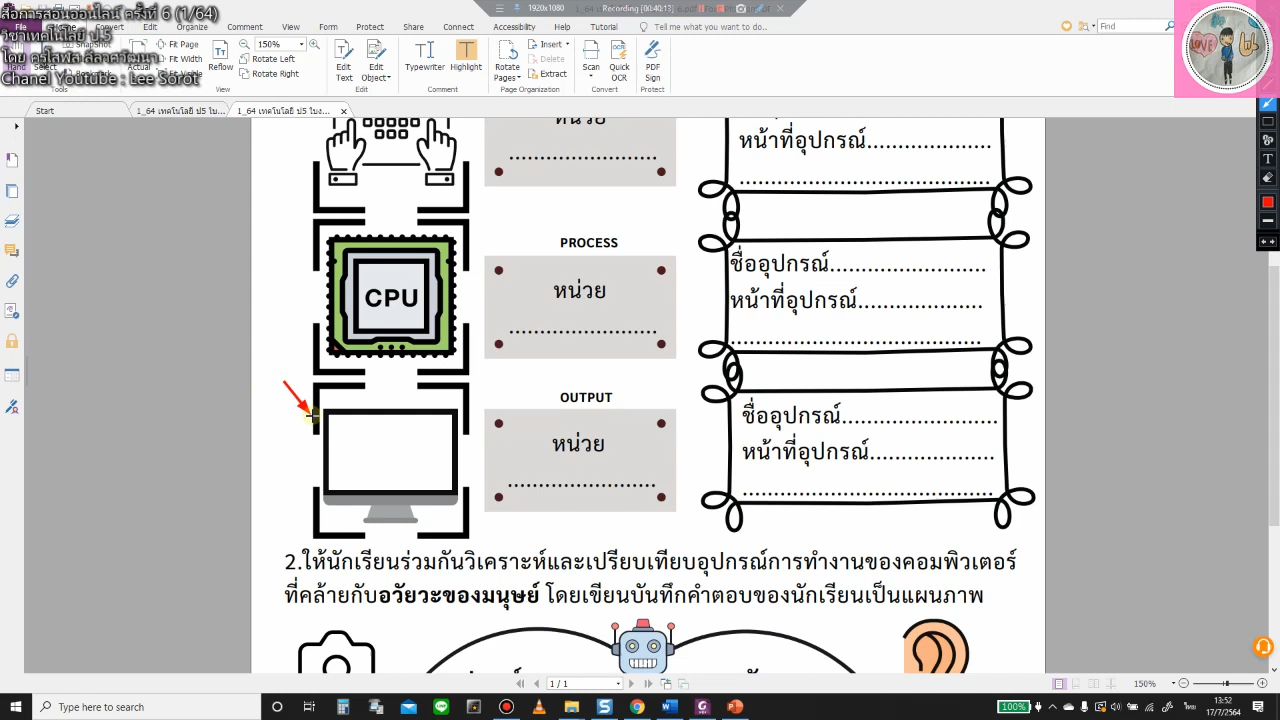 สื่อการสอนออนไลน์ ครั้งที่ 6 (1/64)
วิชาเทคโนโลยี ป.5
Chanel Youtube : Lee Sorot
1920x1080
Recording [00:40:13]
Connect
Accessibility
Help
Tutorial
Find
Fit Page
Fit Width
Actual
Reflow
150%
Rotate Left
Rotate Right
View
Edit Text
Edit Object
Edit
Typewriter
Highlight
Comment
Rotate Pages
Insert
Delete
Extract
Page Organization
Scan
Quick OCR
Convert
PDF Sign
Protect
Start
1_64 เทคโนโลยี ป5 ใบ...
1_64 เทคโนโลยี ป5 ใบง...
LOVE
หน่วย
........................
หน้าที่อุปกรณ์....................
........................................
CPU
PROCESS
หน่วย
........................
ชื่ออุปกรณ์.........................
หน้าที่อุปกรณ์....................
........................................
OUTPUT
หน่วย
........................
ชื่ออุปกรณ์.........................
หน้าที่อุปกรณ์....................
........................................
2.ให้นักเรียนร่วมกันวิเคราะห์และเปรียบเทียบอุปกรณ์การทำงานของคอมพิวเตอร์
ที่คล้ายกับอวัยวะของมนุษย์ โดยเขียนบันทึกคำตอบของนักเรียนเป็นแผนภาพ
1 / 1
150%
Type here to search
100%
13:52
17/7/2564